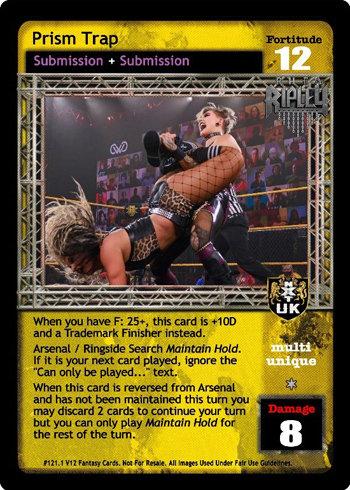 Prism Trap
Fortitude
12
Submission + Submission
RIPLEY
NXT
UK
multi
unique
When you have F: 25+, this card is +10D
and a Trademark Finisher instead.
Arsenal / Ringside Search Maintain Hold.
If it is your next card played, ignore the
"Can only be played..." text.
When this card is reversed from Arsenal
and has not been maintained this turn you
may discard 2 cards to continue your turn
but you can only play Maintain Hold for
the rest of the turn.
Damage
8
#121.1 V12 Fantasy Cards. Not For Resale. All Images Used Under Fair Use Guidelines.